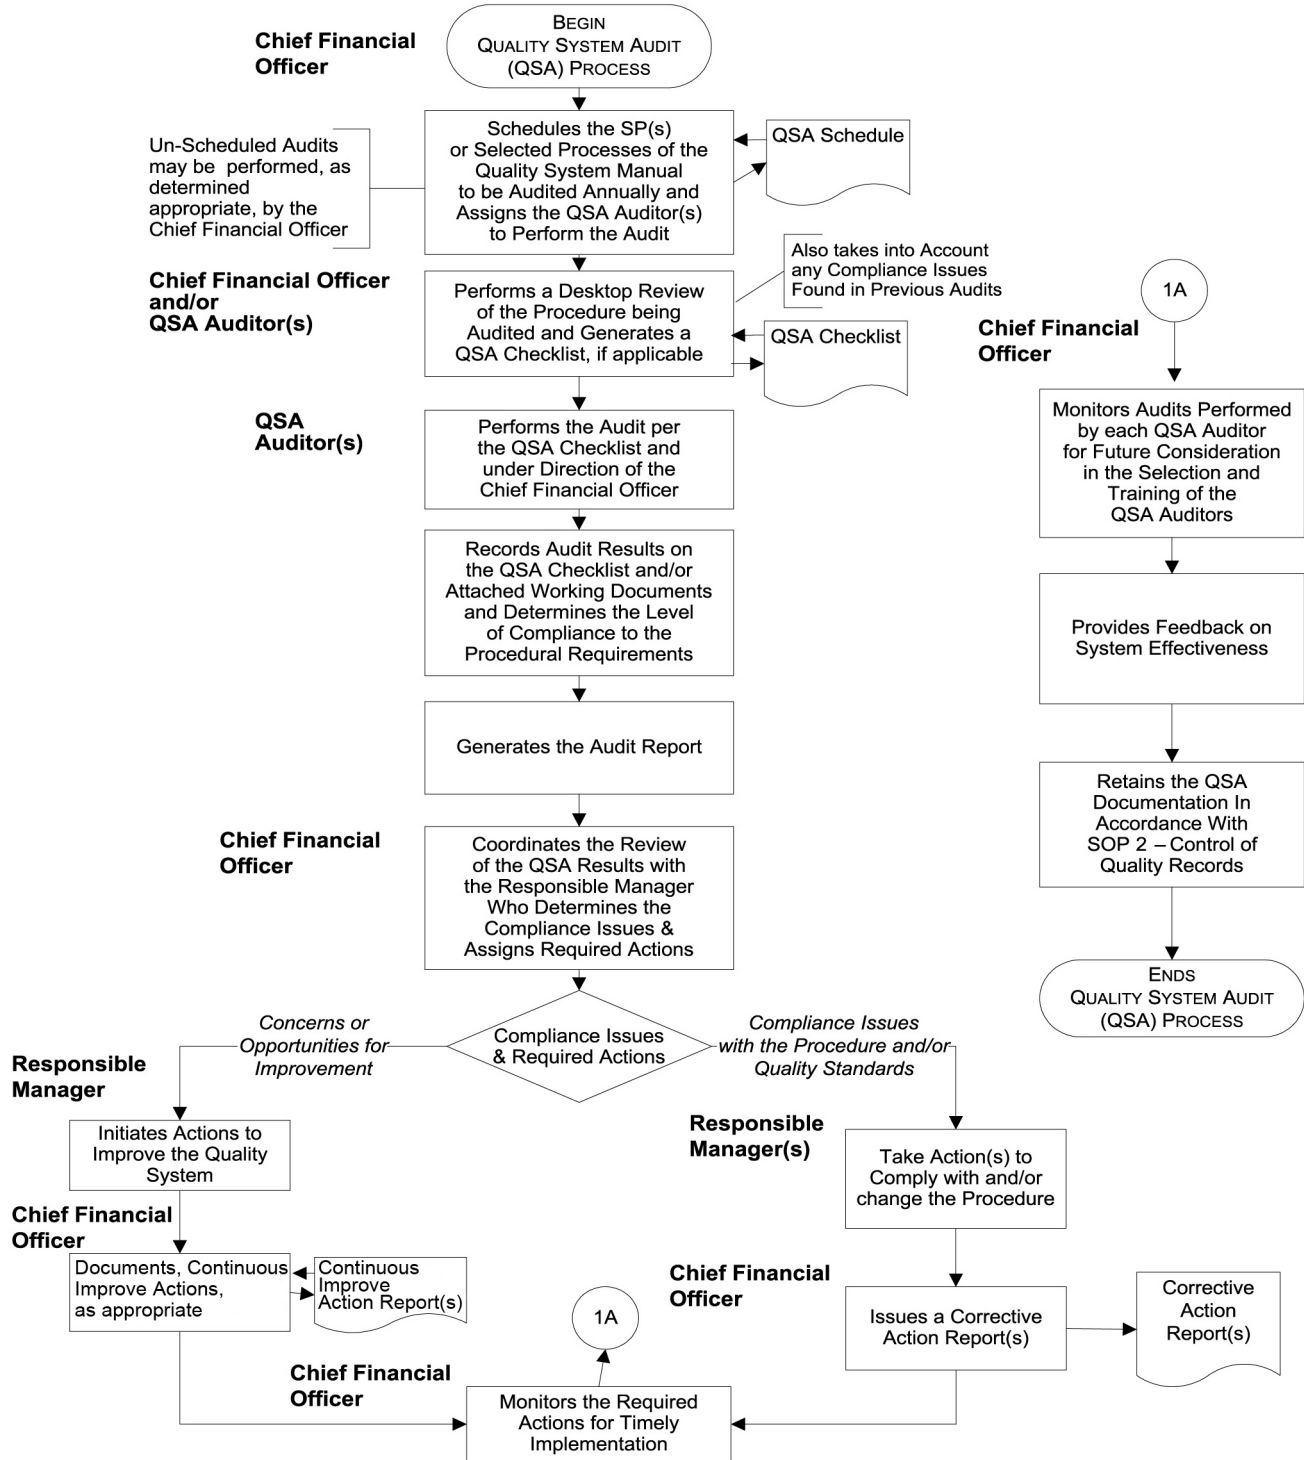 Chief Financial
Officer
BEGIN
QUALITY SYSTEM AUDIT
(QSA) PROCESS
Un-Scheduled Audits
may be performed, as
determined
appropriate, by the
Chief Financial Officer
Schedules the SP(s)
or Selected Processes of the
Quality System Manual
to be Audited Annually and
Assigns the QSA Auditor(s)
to Perform the Audit
QSA Schedule
Chief Financial Officer
and/or
QSA Auditor(s)
Performs a Desktop Review
of the Procedure being
Audited and Generates a
QSA Checklist, if applicable
Also takes into Account
any Compliance Issues
Found in Previous Audits
QSA Checklist
QSA
Auditor(s)
Performs the Audit per
the QSA Checklist and
under Direction of the
Chief Financial Officer
Records Audit Results on
the QSA Checklist and/or
Attached Working Documents
and Determines the Level
of Compliance to the
Procedural Requirements
Generates the Audit Report
Chief Financial
Officer
Coordinates the Review
of the QSA Results with
the Responsible Manager
Who Determines the
Compliance Issues &
Assigns Required Actions
Compliance Issues
& Required Actions
Concerns or
Opportunities for
Improvement
Responsible
Manager
Initiates Actions to
Improve the Quality
System
Chief Financial
Officer
Documents, Continuous
Improve Actions,
as appropriate
Continuous
Improve
Action Report(s)
Compliance Issues
with the Procedure and/or
Quality Standards
Responsible
Manager(s)
Take Action(s) to
Comply with and/or
change the Procedure
Chief Financial
Officer
Issues a Corrective
Action Report(s)
Corrective
Action
Report(s)
Chief Financial
Officer
Monitors the Required
Actions for Timely
Implementation
1A
1A
Chief Financial
Officer
Monitors Audits Performed
by each QSA Auditor
for Future Consideration
in the Selection and
Training of the
QSA Auditors
Provides Feedback on
System Effectiveness
Retains the QSA
Documentation In
Accordance With
SOP 2 – Control of
Quality Records
ENDS
QUALITY SYSTEM AUDIT
(QSA) PROCESS